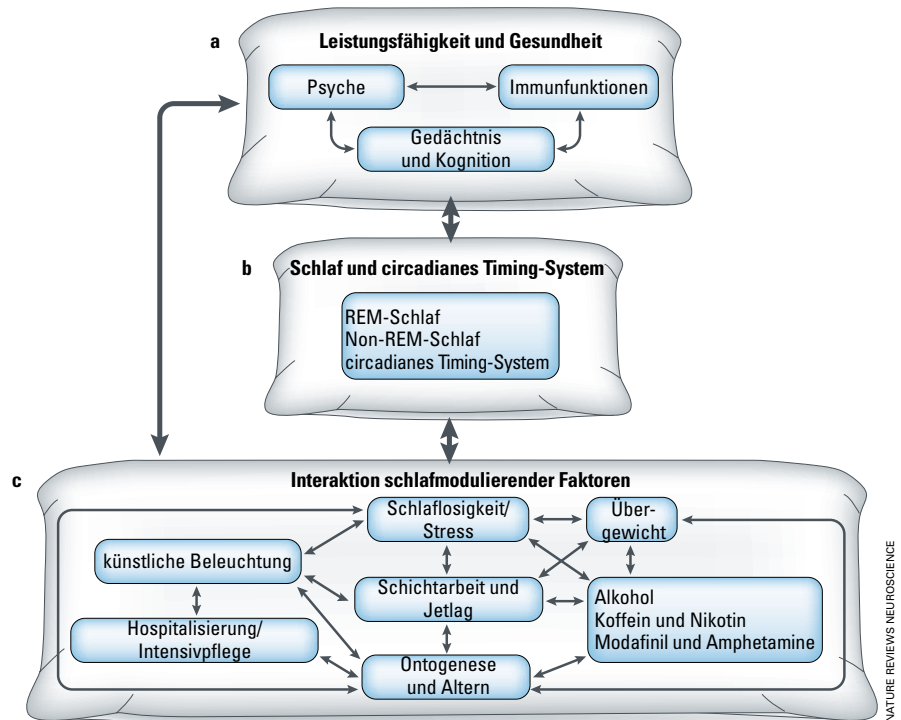 a
Leistungsfähigkeit und Gesundheit
Psyche
Immunfunktionen
Gedächtnis
und Kognition
b
Schlaf und circadianes Timing-System
REM-Schlaf
Non-REM-Schlaf
circadianes Timing-System
c
Interaktion schlafmodulierender Faktoren
Schlaflosigkeit/
Stress
Über-
gewicht
künstliche Beleuchtung
Schichtarbeit und
Jetlag
Alkohol
Koffein und Nikotin
Modafinil und Amphetamine
Hospitalisierung/
Intensivpflege
Ontogenese
und Altern
NATURE REVIEWS NEUROSCIENCE